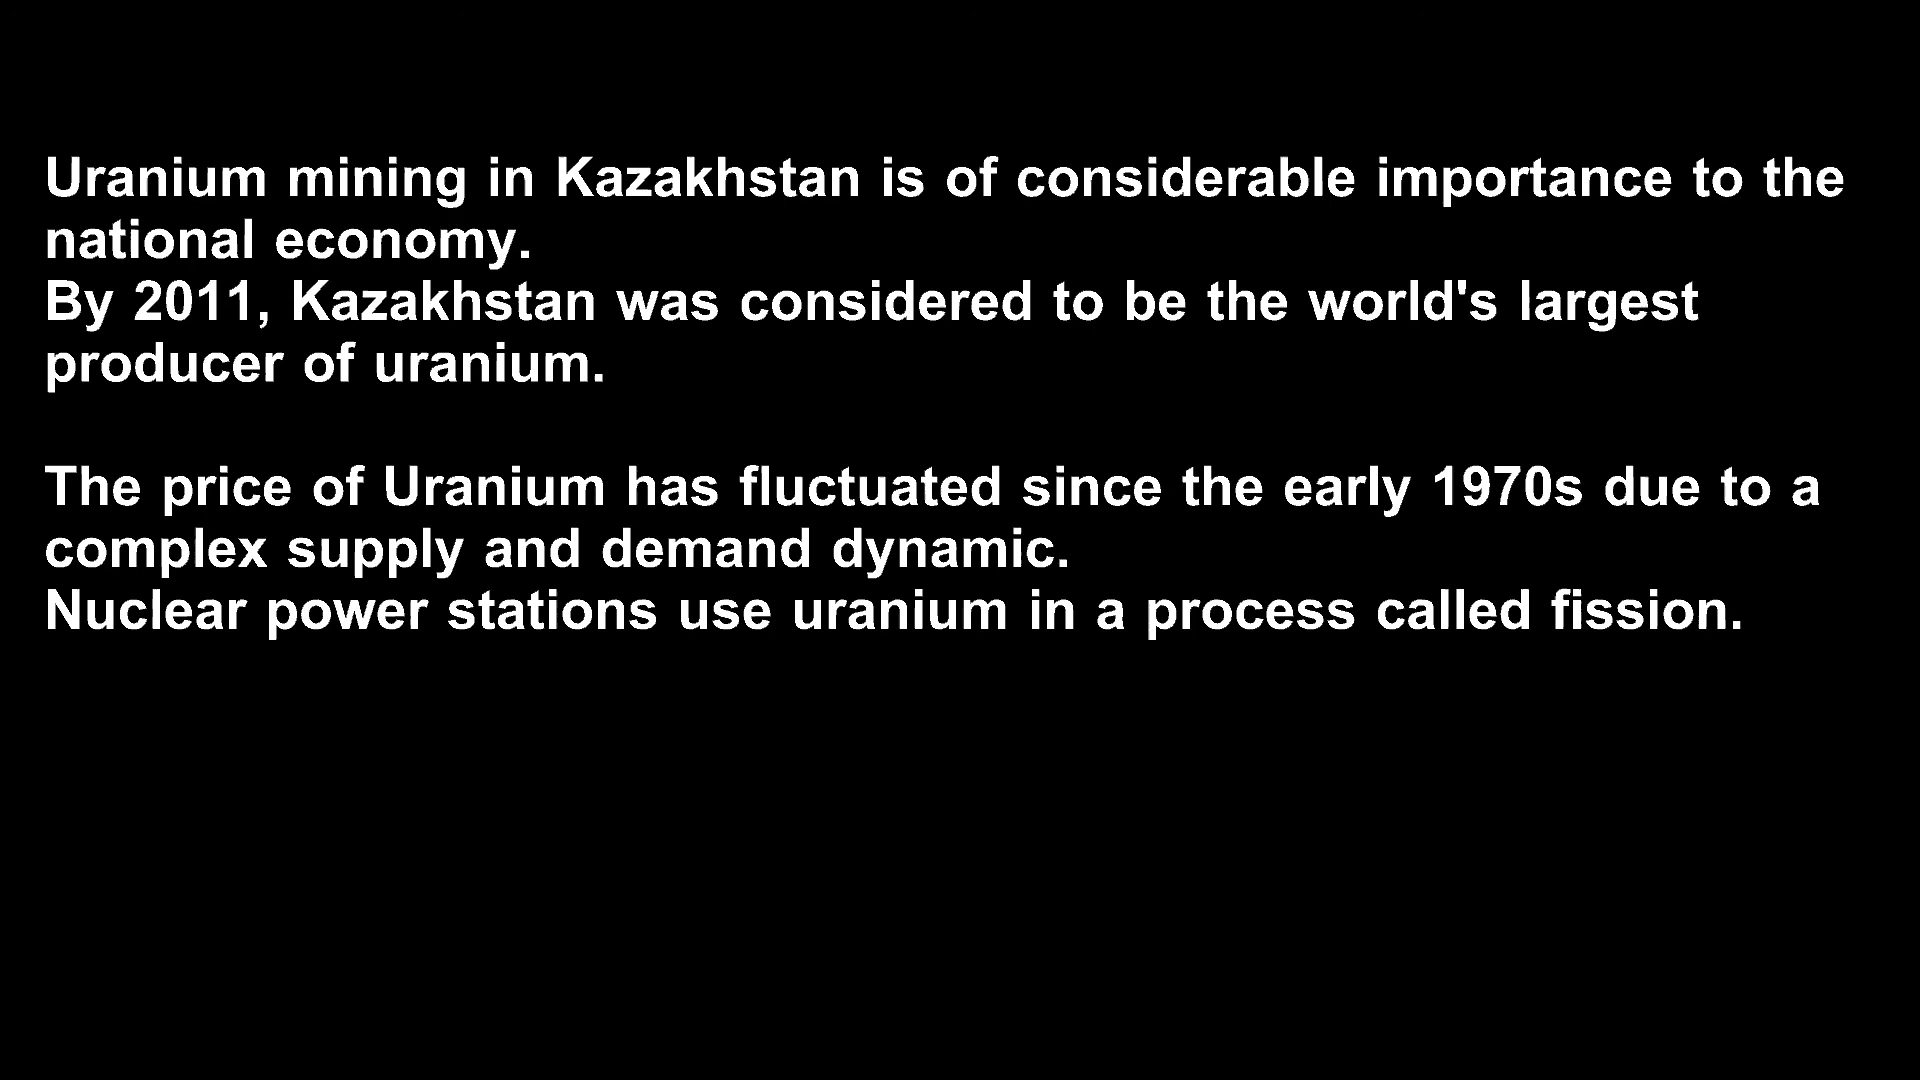 Uranium mining in Kazakhstan is of considerable importance to the
national economy.
By 2011, Kazakhstan was considered to be the world's largest
producer of uranium.
The price of Uranium has fluctuated since the early 1970s due to a
complex supply and demand dynamic.
Nuclear power stations use uranium in a process called fission.